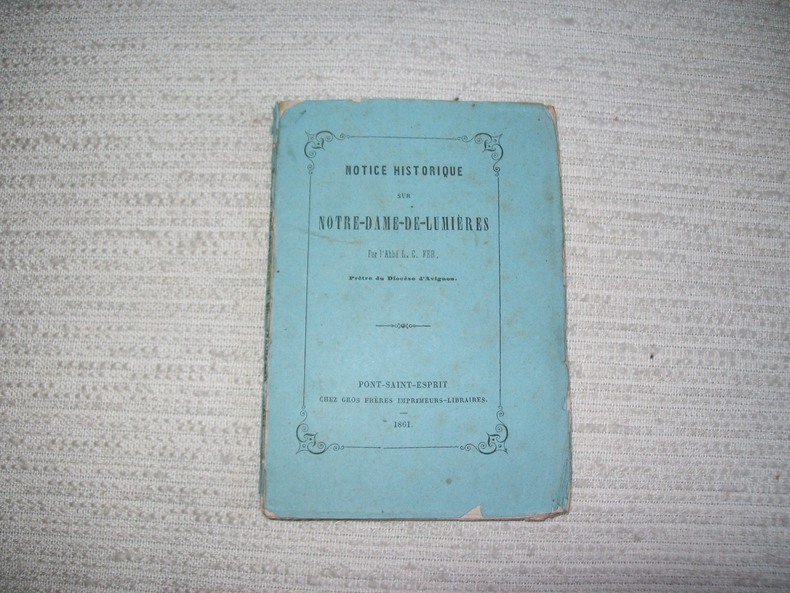 NOTICE HISTORIQUE
SUR
NOTRE-DAME-DE-LUMIÈRES
Par l'Abbé L. C. FER,
Prêtre du Diocèse d'Avignon.
PONT-SAINT-ESPRIT
CHEZ GROS FRÈRES IMPRIMEURS-LIBRAIRES.
1861.